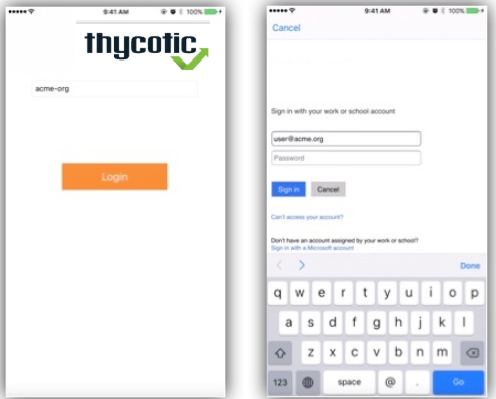 9:41 AM
100%
thycotic
acme-org
Login
9:41 AM
100%
Cancel
Sign in with your work or school account
user@acme.org
Password
Sign in
Cancel
Can't access your account?
Don't have an account assigned by your work or school?
Sign in with a Microsoft account
Done
q w e r t y u i o p
a s d f g h j k l
z x c v b n m
123 space @ . Go